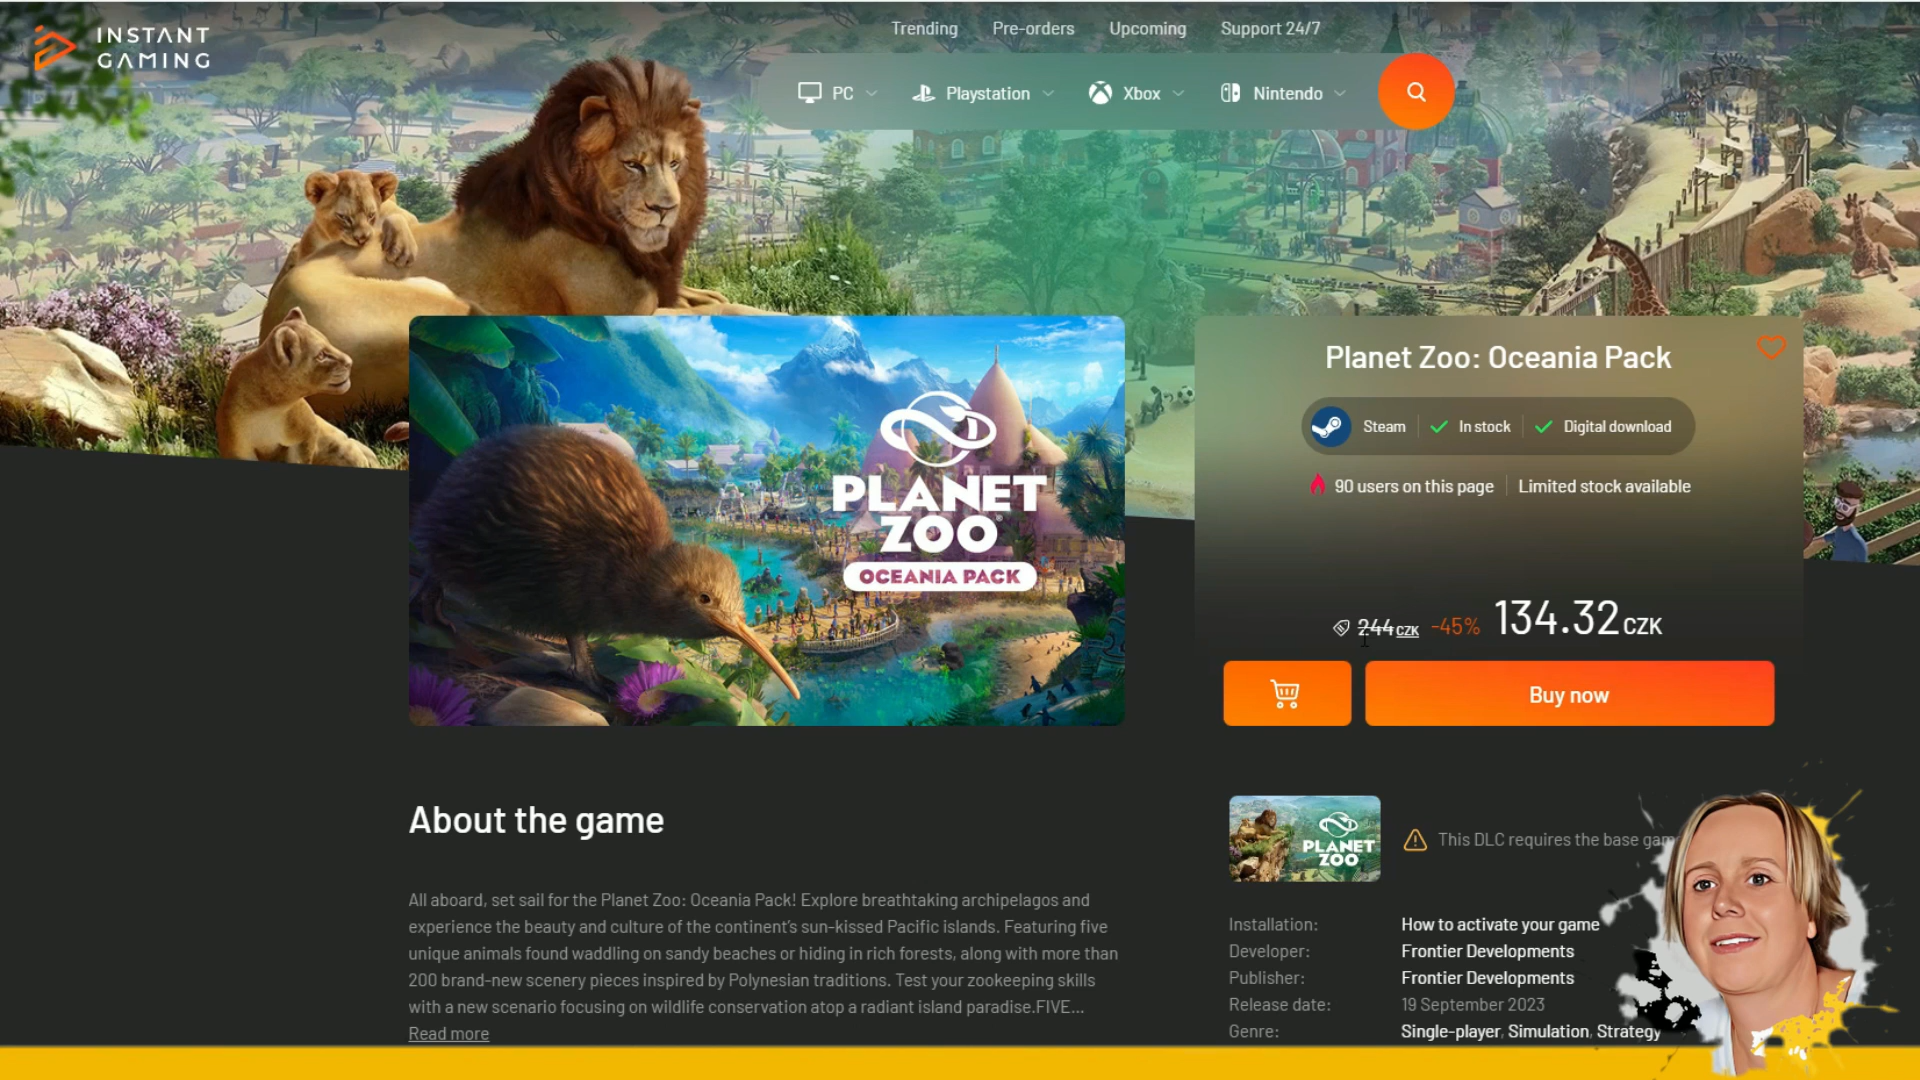 INSTANT
GAMING
Trending Pre-orders Upcoming Support 24/7
PC Playstation Xbox Nintendo
PLANET
ZOO
OCEANIA PACK
Planet Zoo: Oceania Pack
Steam In stock Digital download
90 users on this page Limited stock available
244 CZK -45% 134.32 CZK
Buy now
About the game
All aboard, set sail for the Planet Zoo: Oceania Pack! Explore breathtaking archipelagos and
experience the beauty and culture of the continent's sun-kissed Pacific islands. Featuring five
unique animals found waddling on sandy beaches or hiding in rich forests, along with more than
200 brand-new scenery pieces inspired by Polynesian traditions. Test your zookeeping skills
with a new scenario focusing on wildlife conservation atop a radiant island paradise.FIVE...
Read more
PLANET
ZOO
This DLC requires the base gam
Installation: How to activate your game
Developer: Frontier Developments
Publisher: Frontier Developments
Release date: 19 September 2023
Genre: Single-player, Simulation, Strategy